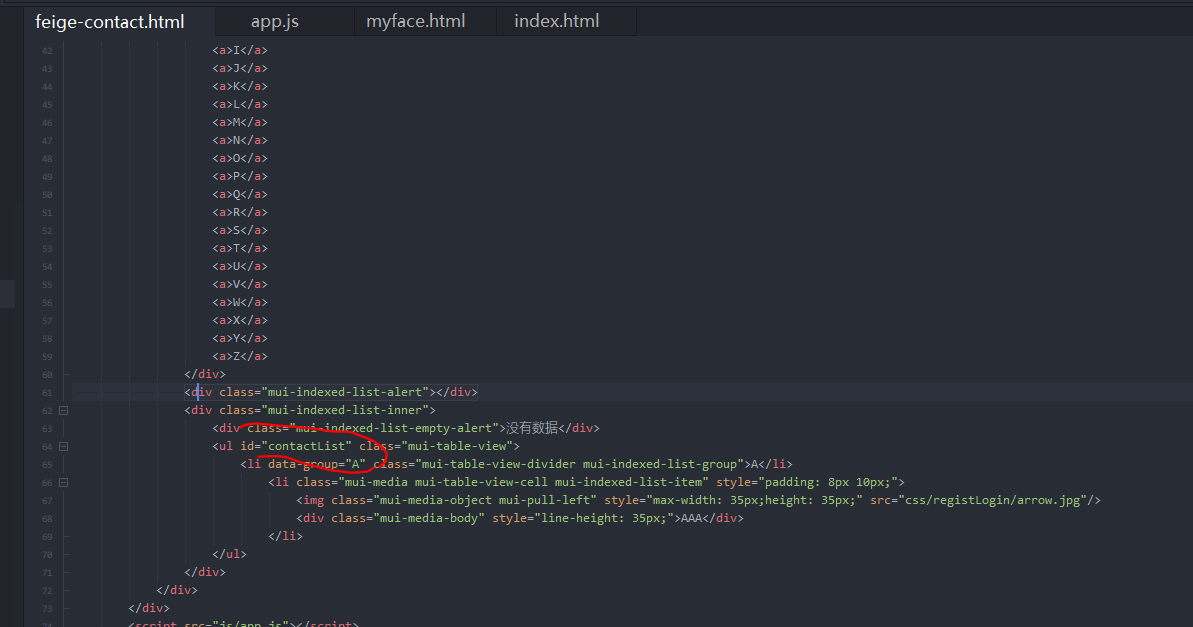 feige-contact.html app.js myface.html index.html
42 <a>I</a>
43 <a>J</a>
44 <a>K</a>
45 <a>L</a>
46 <a>M</a>
47 <a>N</a>
48 <a>O</a>
49 <a>P</a>
50 <a>Q</a>
51 <a>R</a>
52 <a>S</a>
53 <a>T</a>
54 <a>U</a>
55 <a>V</a>
56 <a>W</a>
57 <a>X</a>
58 <a>Y</a>
59 <a>Z</a>
60 </div>
61 <div class="mui-indexed-list-alert"></div>
62 <div class="mui-indexed-list-inner">
63 <div class="mui-indexed-list-empty-alert">没有数据</div>
64 <ul id="contactList" class="mui-table-view">
65 <li data-group="A" class="mui-table-view-divider mui-indexed-list-group">A</li>
66 <li class="mui-media mui-table-view-cell mui-indexed-list-item" style="padding: 8px 10px;">
67 <img class="mui-media-object mui-pull-left" style="max-width: 35px;height: 35px;" src="css/registLogin/arrow.jpg"/>
68 <div class="mui-media-body" style="line-height: 35px;">AAA</div>
69 </li>
70 </ul>
71 </div>
72 </div>
73 </div>
74 <script src="js/app.js"></script>